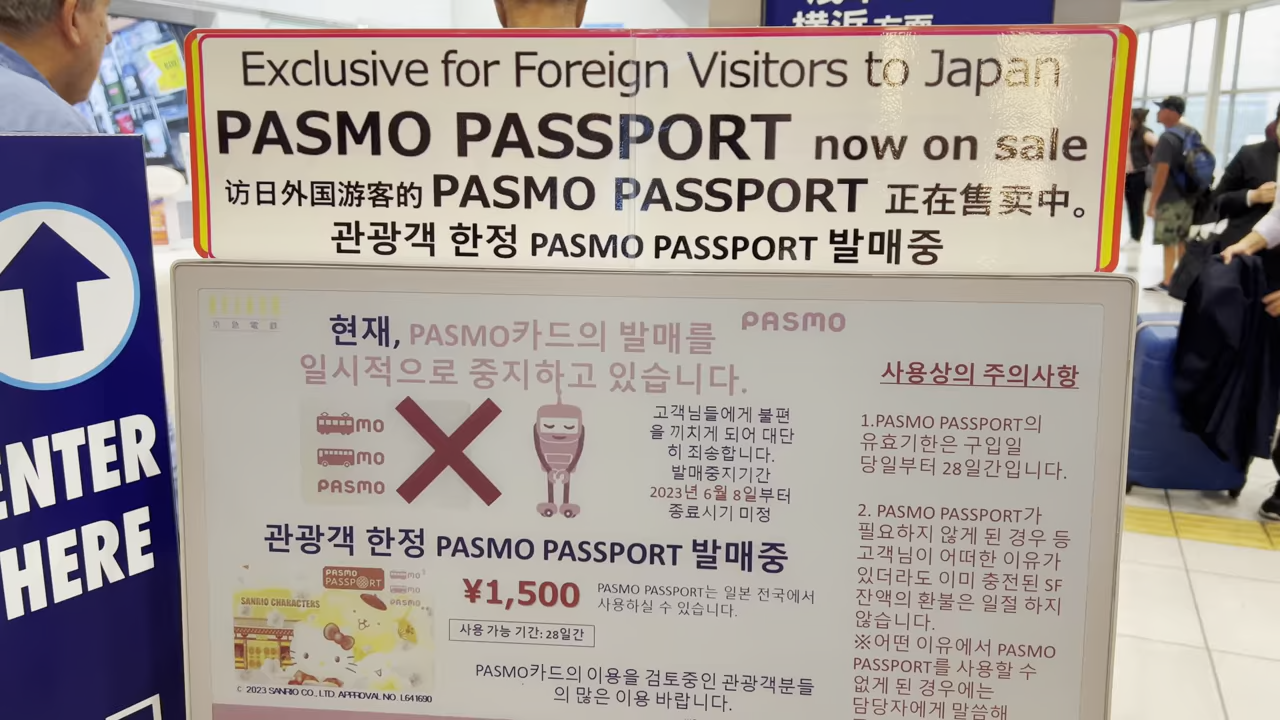 Exclusive for Foreign Visitors to Japan
PASMO PASSPORT now on sale
访日外国游客的 PASMO PASSPORT 正在售卖中。
관광객 한정 PASMO PASSPORT 발매중
横浜方面
ENTER
HERE
京急電鉄
현재, PASMO카드의 발매를
일시적으로 중지하고 있습니다.
PASMO
mo
mo
PASMO
고객님들에게 불편
을 끼치게 되어 대단
히 죄송합니다.
발매중지기간
2023년 6월 8일부터
종료시기 미정
관광객 한정 PASMO PASSPORT 발매중
PASMO
PASSPORT
mo
mo
PASMO
SANRIO CHARACTERS
© 2023 SANRIO CO., LTD. APPROVAL NO. L641690
¥1,500
PASMO PASSPORT는 일본 전국에서
사용하실 수 있습니다.
사용 가능 기간: 28일간
PASMO카드의 이용을 검토중인 관광객분들
의 많은 이용 바랍니다.
사용상의 주의사항
1.PASMO PASSPORT의
유효기한은 구입일
당일부터 28일간입니다.
2. PASMO PASSPORT가
필요하지 않게 된 경우 등
고객님이 어떠한 이유가
있더라도 이미 충전된 SF
잔액의 환불은 일절 하지
않습니다.
※어떤 이유에서 PASMO
PASSPORT를 사용할 수
없게 된 경우에는
담당자에게 말씀해